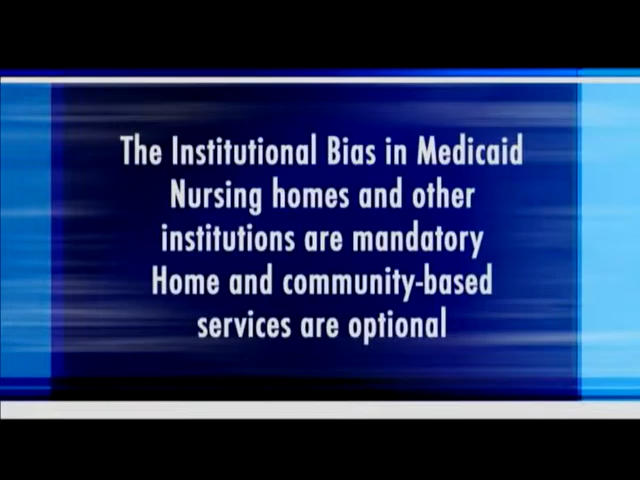 The Institutional Bias in Medicaid
Nursing homes and other
institutions are mandatory
Home and community-based
services are optional